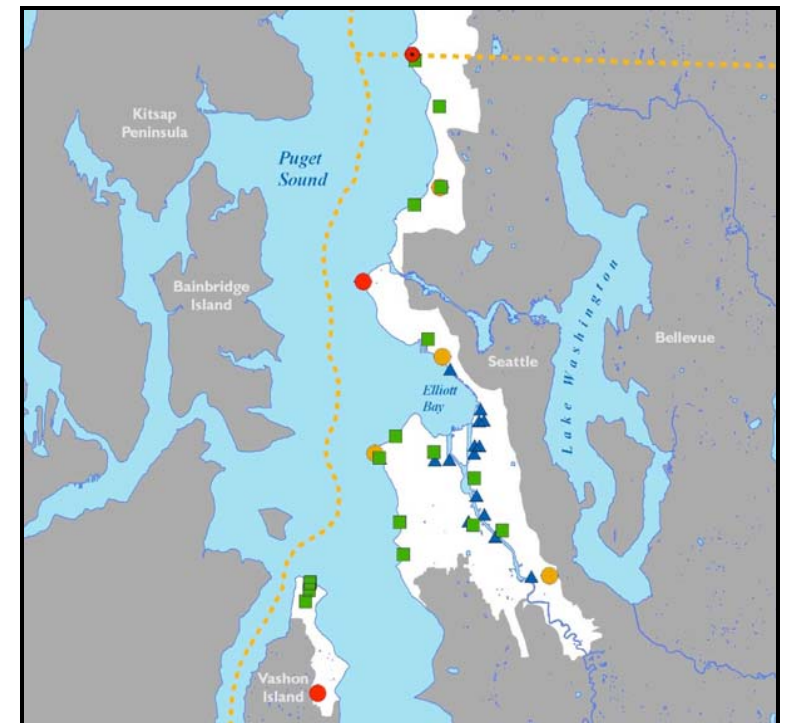 Kitsap
Peninsula
Puget
Sound
Bainbridge
Island
Lake Washington
Bellevue
Seattle
Elliott
Bay
Vashon
Island